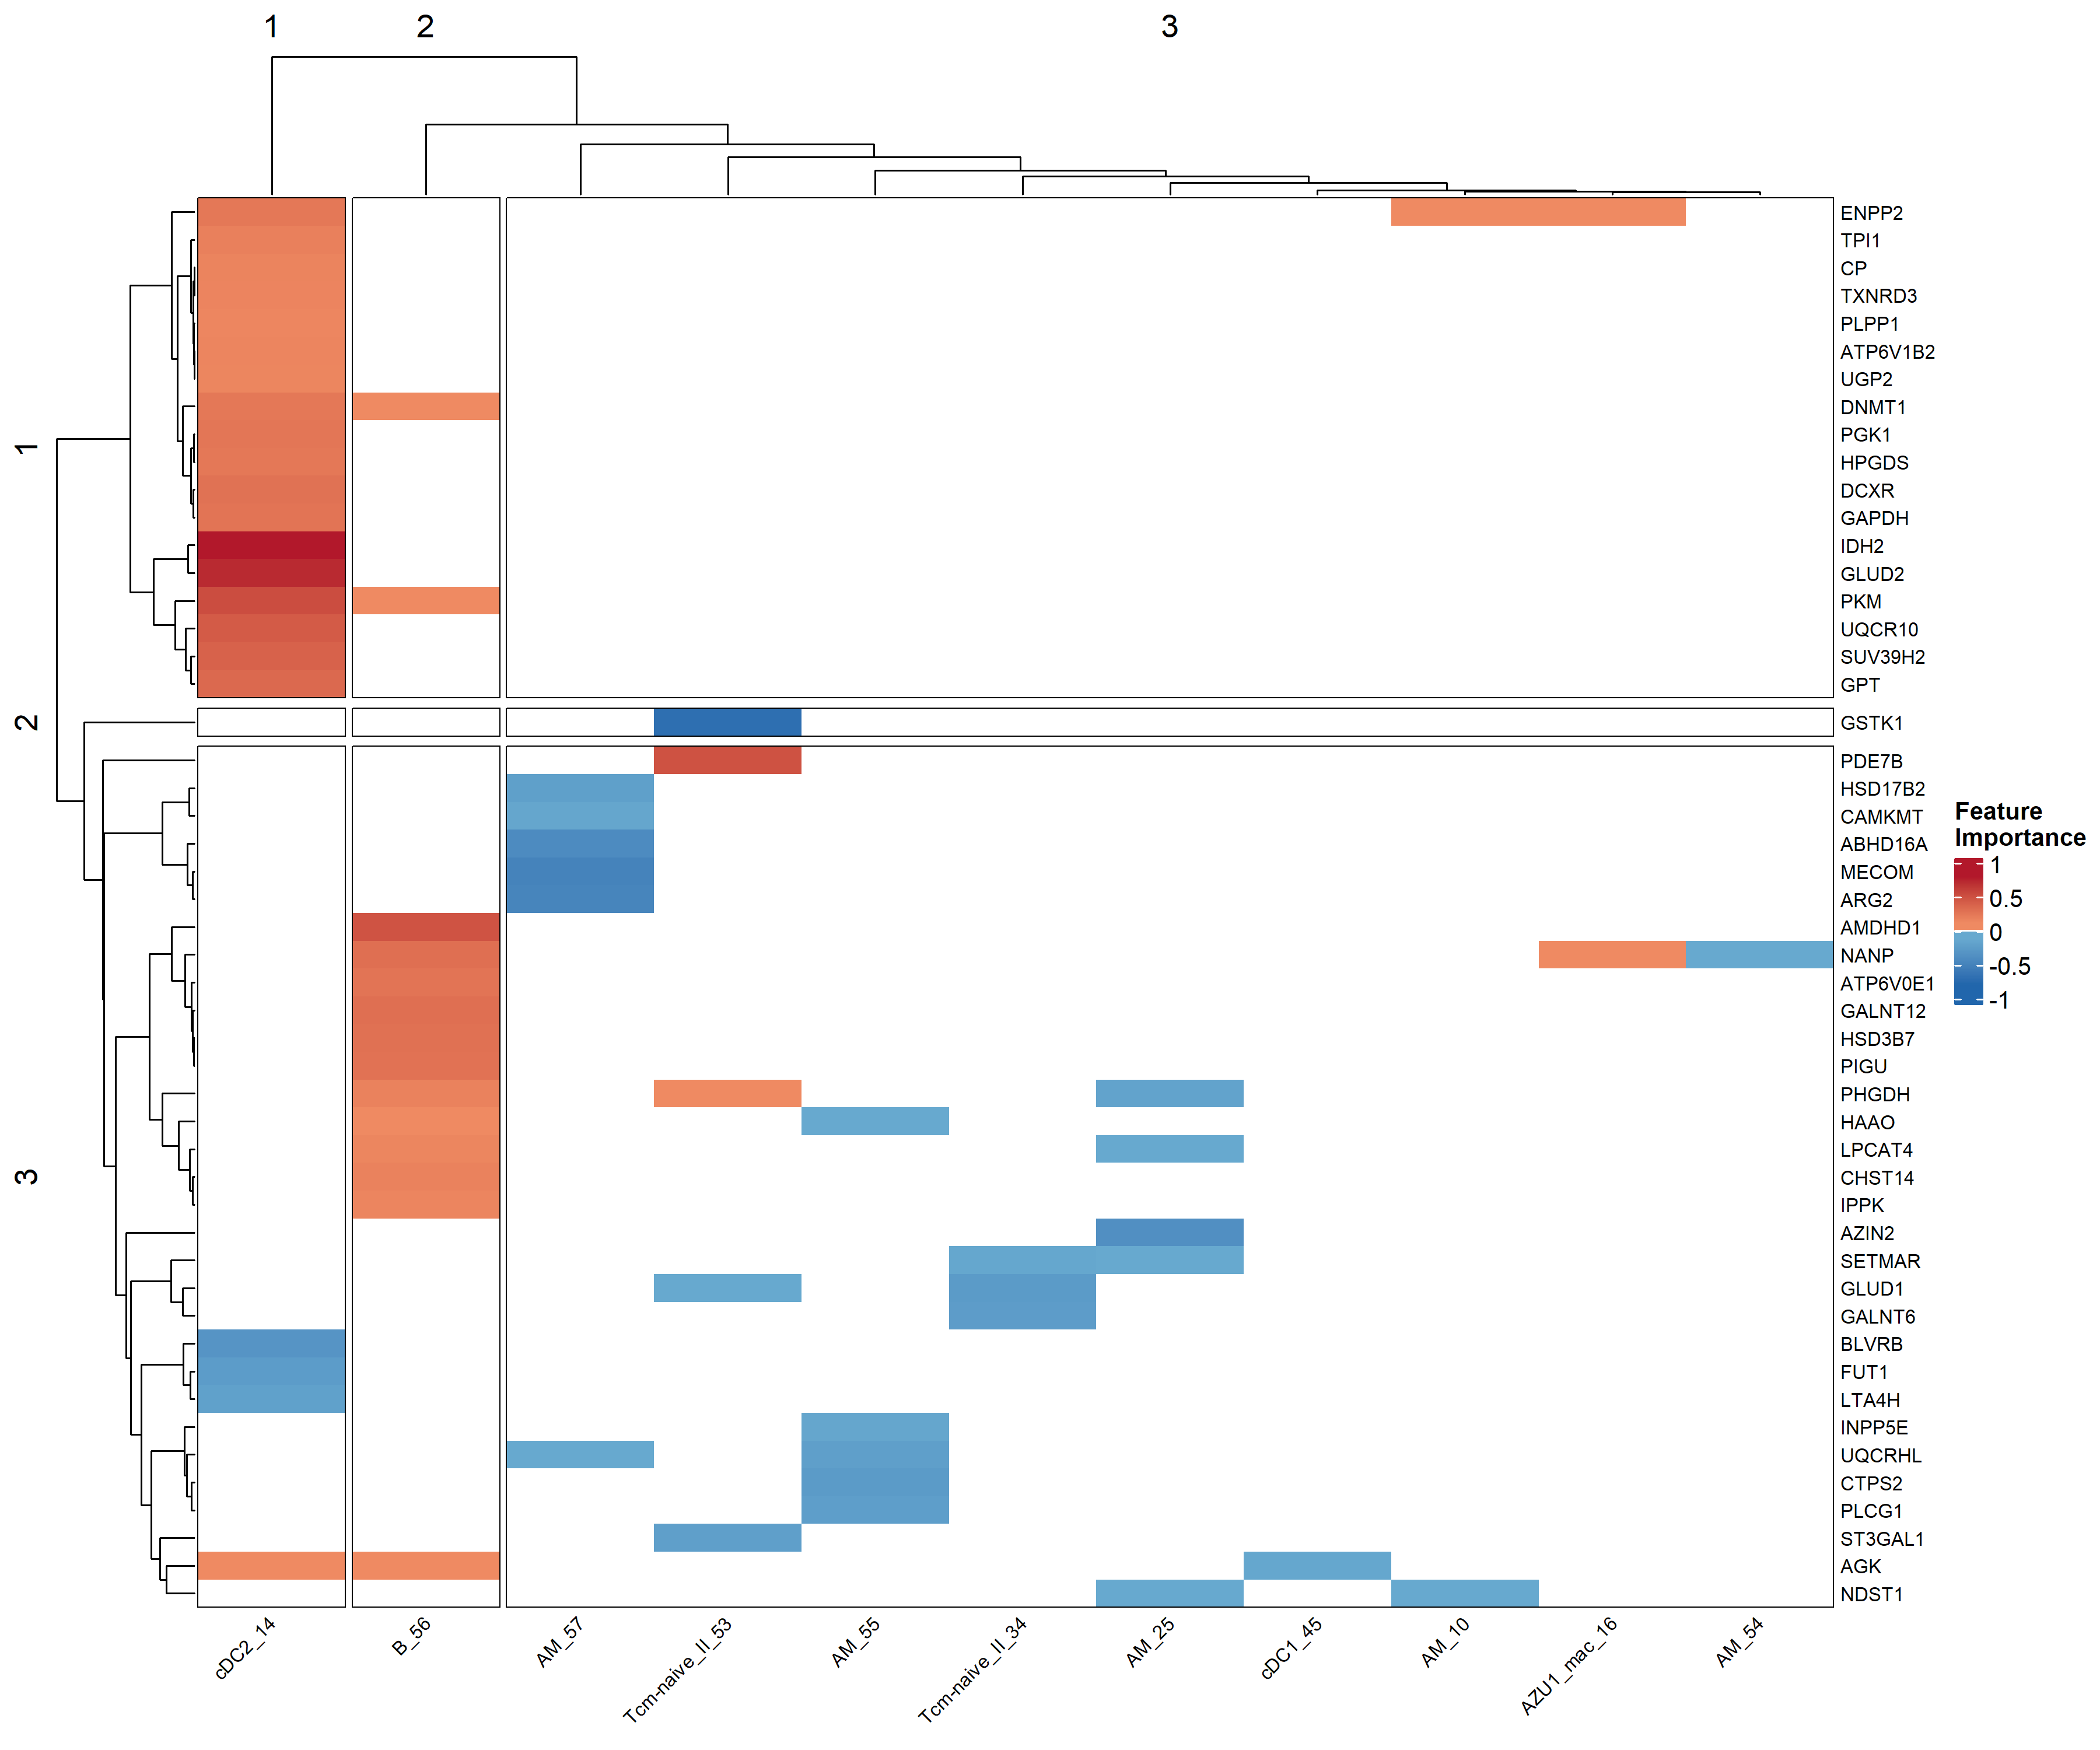 1
2
3
1
2
3
ENPP2
TPI1
CP
TXNRD3
PLPP1
ATP6V1B2
UGP2
DNMT1
PGK1
HPGDS
DCXR
GAPDH
IDH2
GLUD2
PKM
UQCR10
SUV39H2
GPT
GSTK1
PDE7B
HSD17B2
CAMKMT
ABHD16A
MECOM
ARG2
AMDHD1
NANP
ATP6V0E1
GALNT12
HSD3B7
PIGU
PHGDH
HAAO
LPCAT4
CHST14
IPPK
AZIN2
SETMAR
GLUD1
GALNT6
BLVRB
FUT1
LTA4H
INPP5E
UQCRHL
CTPS2
PLCG1
ST3GAL1
AGK
NDST1
Feature
Importance
1
0.5
0
-0.5
-1
cDC2_14
B_56
AM_57
Tcm-naive_II_53
AM_55
Tcm-naive_II_34
AM_25
cDC1_45
AM_10
AZU1_mac_16
AM_54